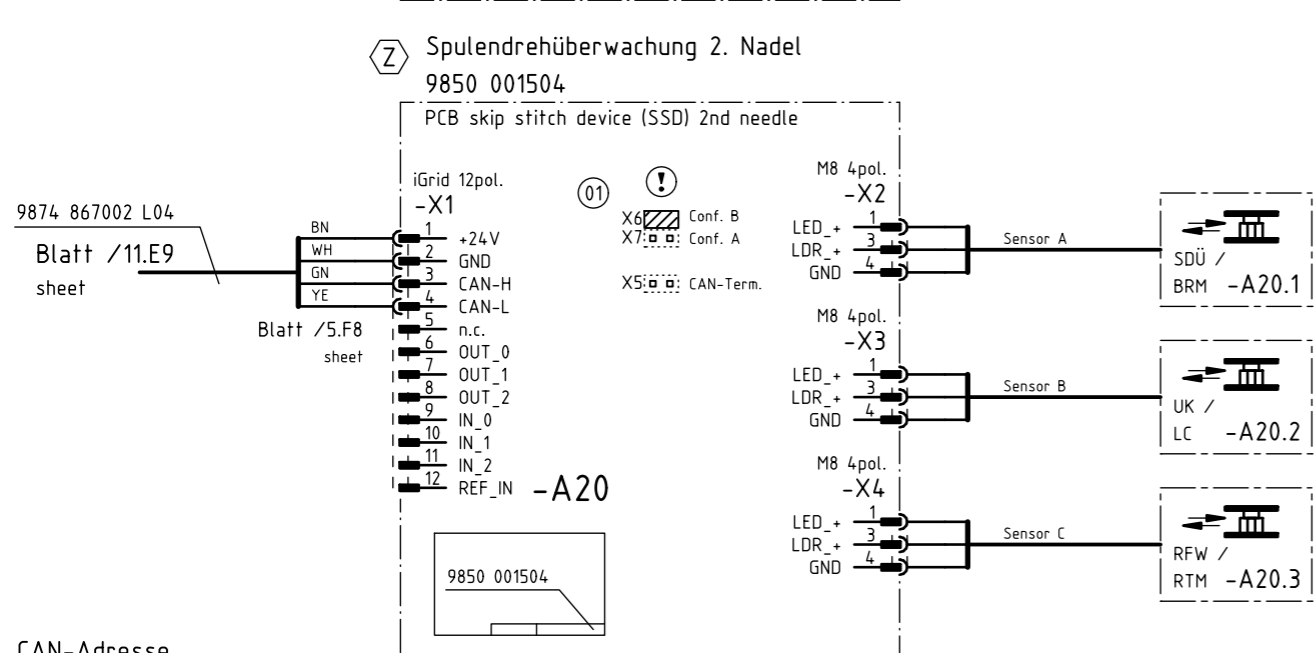 Z
Spulendrehüberwachung 2. Nadel
9850 001504
PCB skip stitch device (SSD) 2nd needle
iGrid 12pol.
-X1
01
!
X6 Conf. B
X7 Conf. A
X5 CAN-Term.
9874 867002 L04
Blatt /11.E9
sheet
BN
WH
GN
YE
Blatt /5.F8
sheet
1 +24V
2 GND
3 CAN-H
4 CAN-L
5 n.c.
6 OUT_0
7 OUT_1
8 OUT_2
9 IN_0
10 IN_1
11 IN_2
12 REF_IN
-A20
9850 001504
M8 4pol.
-X2
LED_+ 1
LDR_+ 3
GND 4
Sensor A
SDÜ /
BRM -A20.1
M8 4pol.
-X3
LED_+ 1
LDR_+ 3
GND 4
Sensor B
UK /
LC -A20.2
M8 4pol.
-X4
LED_+ 1
LDR_+ 3
GND 4
Sensor C
RFW /
RTM -A20.3
CAN-Adresse